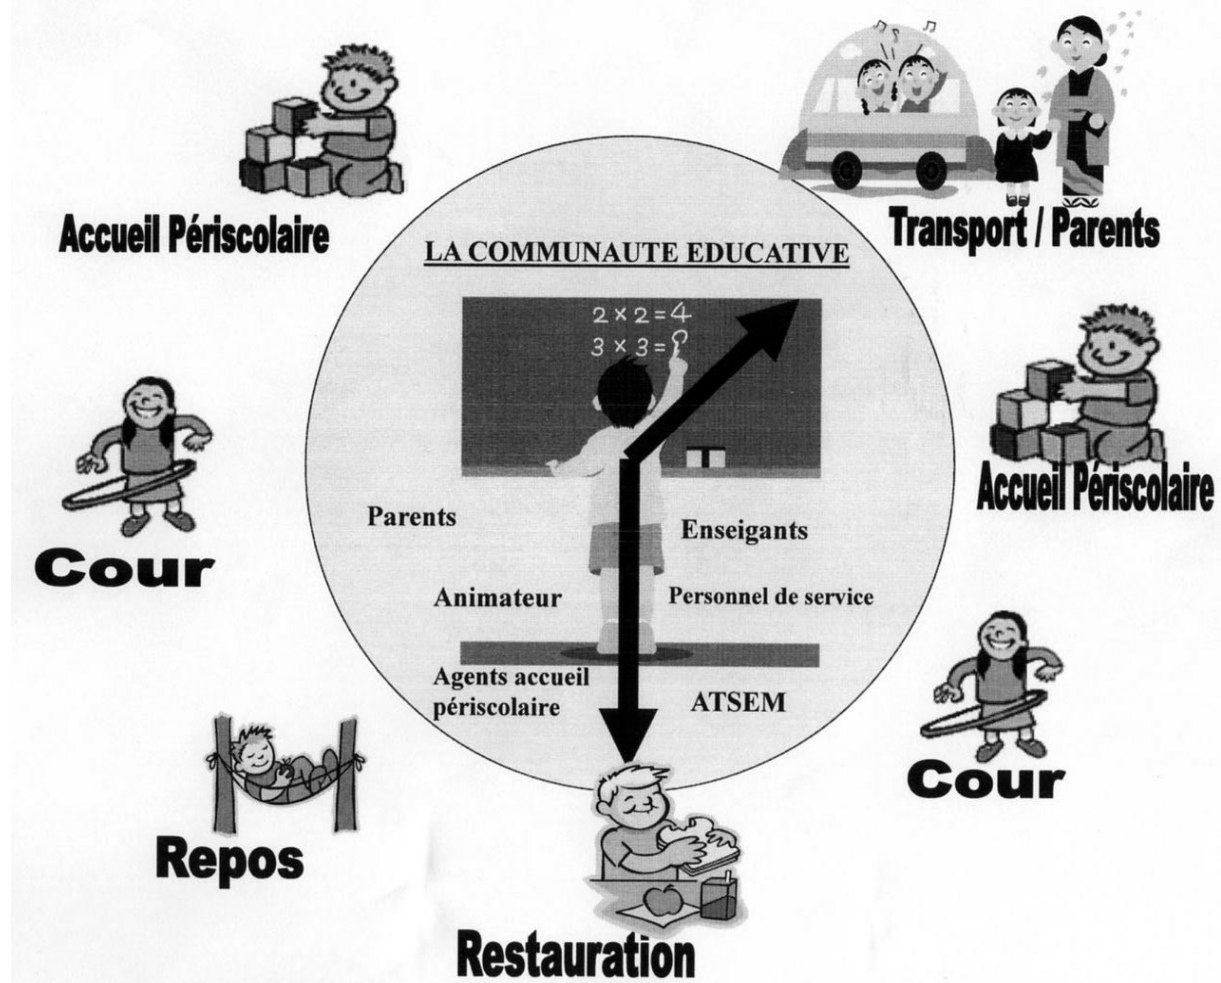 Accueil Périscolaire
Transport / Parents
LA COMMUNAUTE EDUCATIVE
2 × 2 = 4
3 × 3 = 9
Accueil Périscolaire
Parents
Enseigants
Cour
Animateur
Personnel de service
Agents accueil
périscolaire
ATSEM
Cour
Repos
Restauration